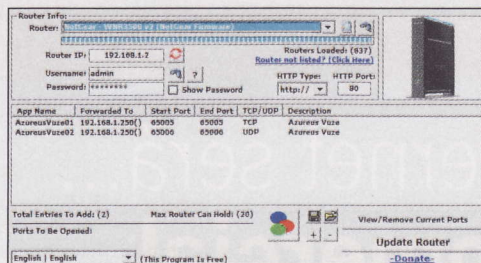 Router Info:
Router:
Router IP: 192.168.1.2
Routers Loaded: (837)
Router not listed? (Click Here)
Username: admin
?
HTTP Type: HTTP Port:
Password: ********
Show Password
http:// 80
App Name Forwarded To Start Port End Port TCP/UDP Description
AzoreusVuze01 192.168.1.250() 65005 65005 TCP Azureus Vuze
AzoreusVuze02 192.168.1.250() 65006 65006 UDP Azureus Vuze
Total Entries To Add: (2) Max Router Can Hold: (20)
View/Remove Current Ports
Ports To Be Opened:
+ -
Update Router
English | English (This Program Is Free)
-Donate-